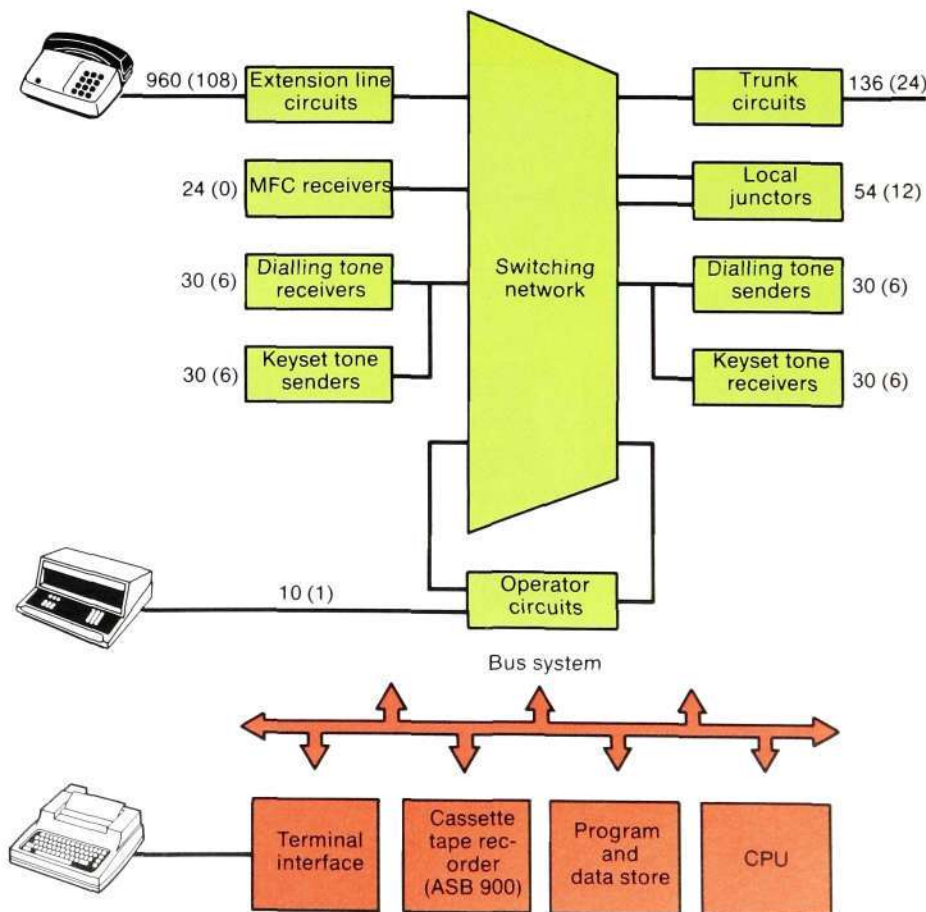 960 (108)
Extension line
circuits
Trunk
circuits
136 (24)
24 (0)
MFC receivers
Local
junctors
54 (12)
30 (6)
Dialling tone
receivers
Switching
network
Dialling tone
senders
30 (6)
30 (6)
Keyset tone
senders
Keyset tone
receivers
30 (6)
10 (1)
Operator
circuits
Bus system
Terminal
interface
Cassette
tape rec-
order
(ASB 900)
Program
and
data store
CPU